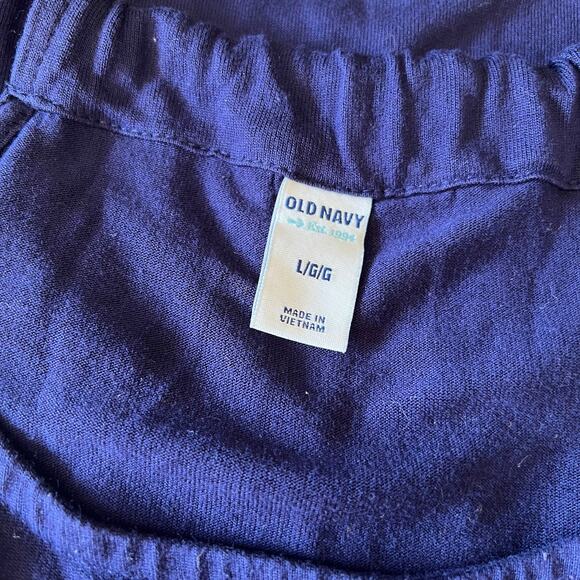 OLD NAVY
Est. 1994
L/G/G
MADE IN
VIETNAM